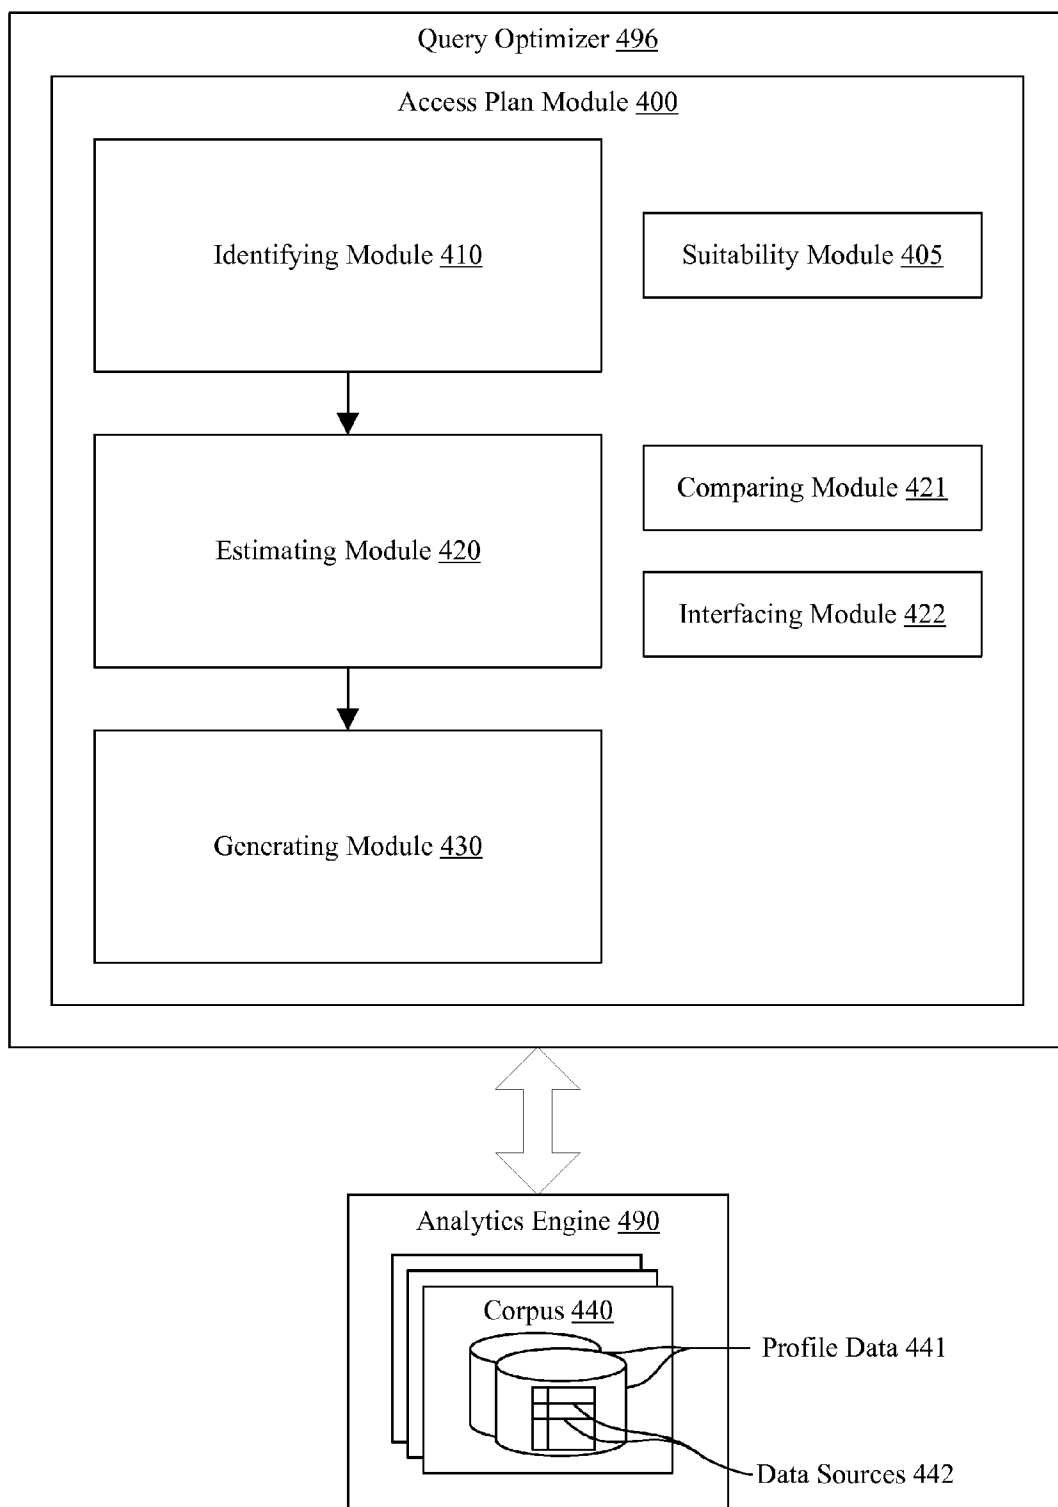 Query Optimizer 496
Access Plan Module 400
Identifying Module 410
Suitability Module 405
Comparing Module 421
Estimating Module 420
Interfacing Module 422
Generating Module 430
Analytics Engine 490
Corpus 440
Profile Data 441
Data Sources 442